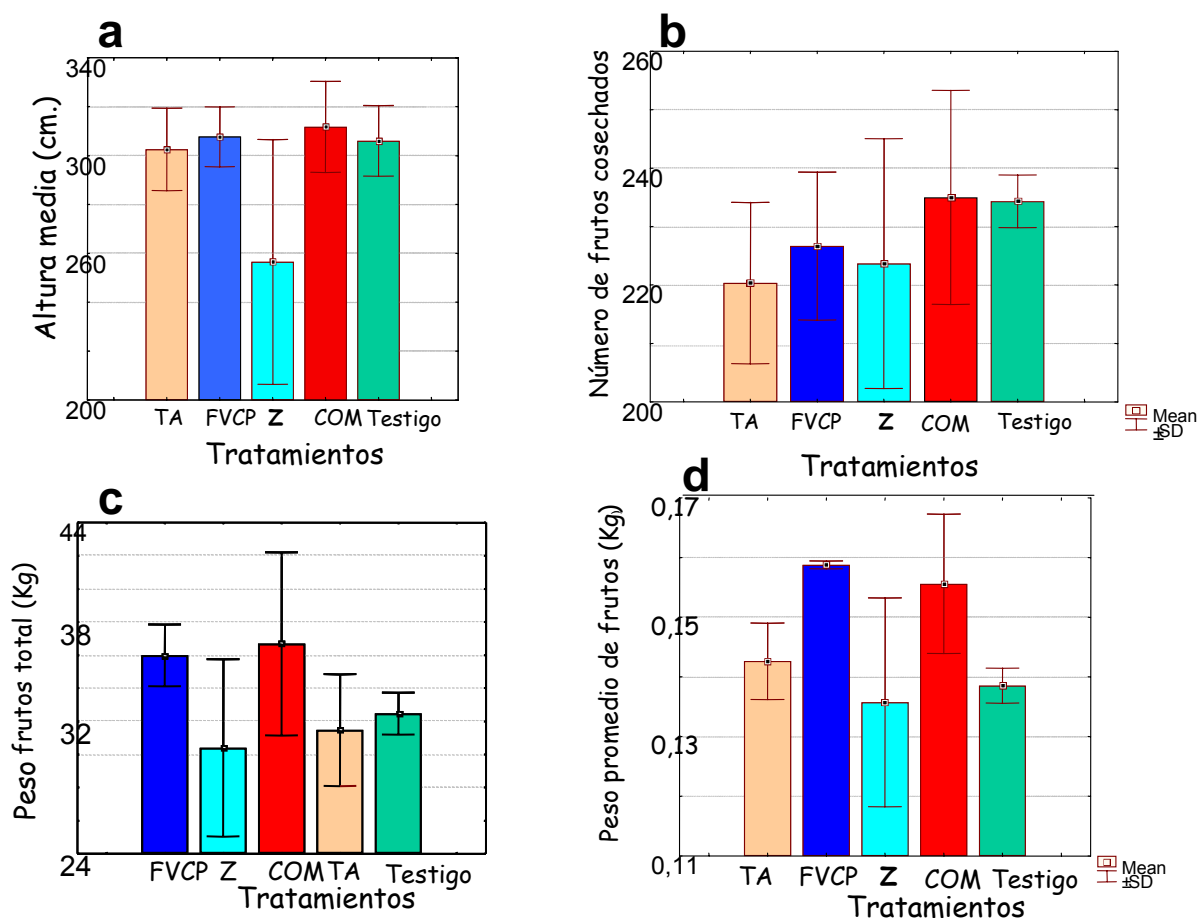 a
Altura media (cm.)
340
300
260
200
TA FVCP Z COM Testigo
Tratamientos
b
Número de frutos cosechados
260
240
220
200
TA FVCP Z COM Testigo
Tratamientos
Mean
±SD
c
Peso frutos total (Kg)
44
38
32
24
FVCP Z COM TA Testigo
Tratamientos
d
Peso promedio de frutos (Kg)
0,17
0,15
0,13
0,11
TA FVCP Z COM Testigo
Tratamientos
Mean
±SD